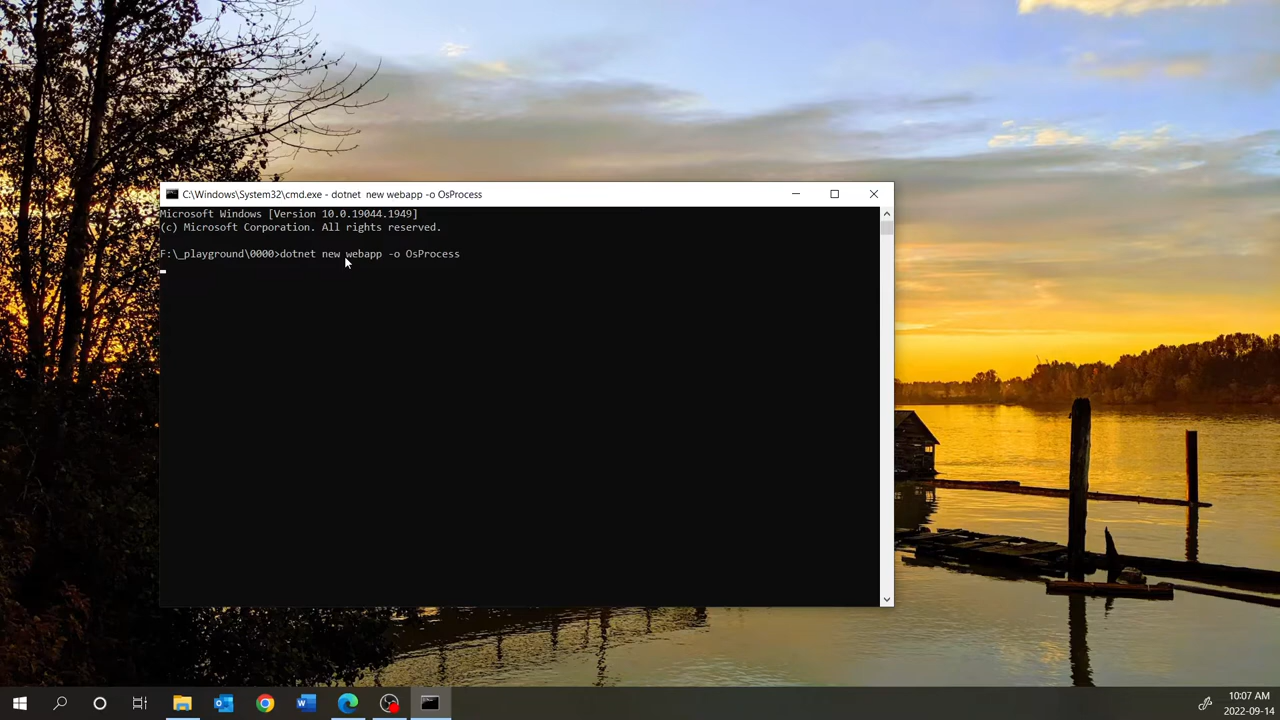 C:\Windows\System32\cmd.exe - dotnet  new webapp -o OsProcess
Microsoft Windows [Version 10.0.19044.1949]
(c) Microsoft Corporation. All rights reserved.
F:\_playground\0000>dotnet new webapp -o OsProcess
10:07 AM
2022-09-14